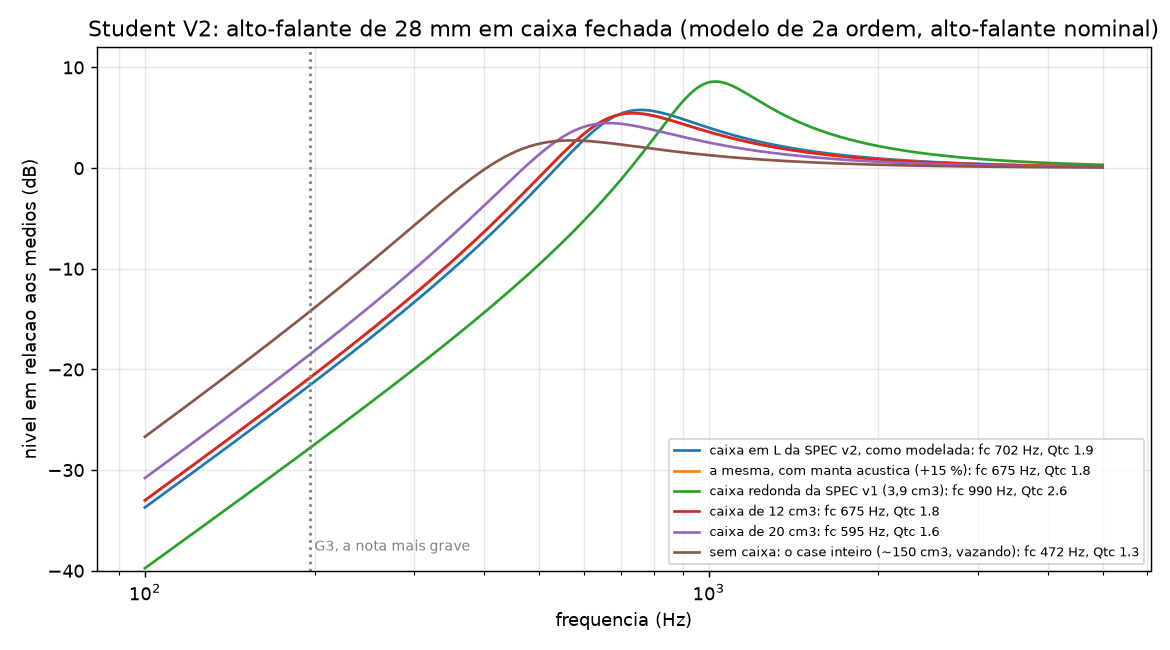 Student V2: alto-falante de 28 mm em caixa fechada (modelo de 2a ordem, alto-falante nominal)
nivel em relacao aos medios (dB)
10
0
−10
−20
−30
−40
G3, a nota mais grave
caixa em L da SPEC v2, como modelada: fc 702 Hz, Qtc 1.9
a mesma, com manta acustica (+15 %): fc 675 Hz, Qtc 1.8
caixa redonda da SPEC v1 (3,9 cm3): fc 990 Hz, Qtc 2.6
caixa de 12 cm3: fc 675 Hz, Qtc 1.8
caixa de 20 cm3: fc 595 Hz, Qtc 1.6
sem caixa: o case inteiro (~150 cm3, vazando): fc 472 Hz, Qtc 1.3
10²
10³
frequencia (Hz)